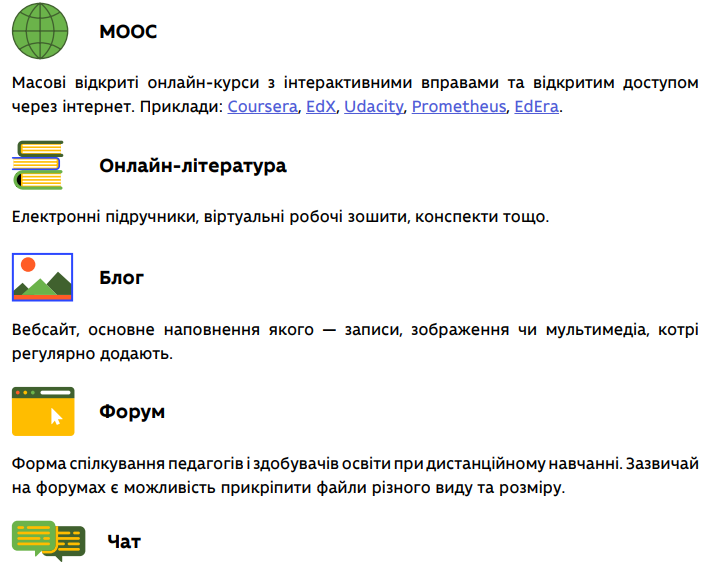 МООС
Масові відкриті онлайн-курси з інтерактивними вправами та відкритим доступом
через інтернет. Приклади: Coursera, EdX, Udacity, Prometheus, EdEra.
Онлайн-література
Електронні підручники, віртуальні робочі зошити, конспекти тощо.
Блог
Вебсайт, основне наповнення якого — записи, зображення чи мультимедіа, котрі
регулярно додають.
Форум
Форма спілкування педагогів і здобувачів освіти при дистанційному навчанні. Зазвичай
на форумах є можливість прикріпити файли різного виду та розміру.
Чат